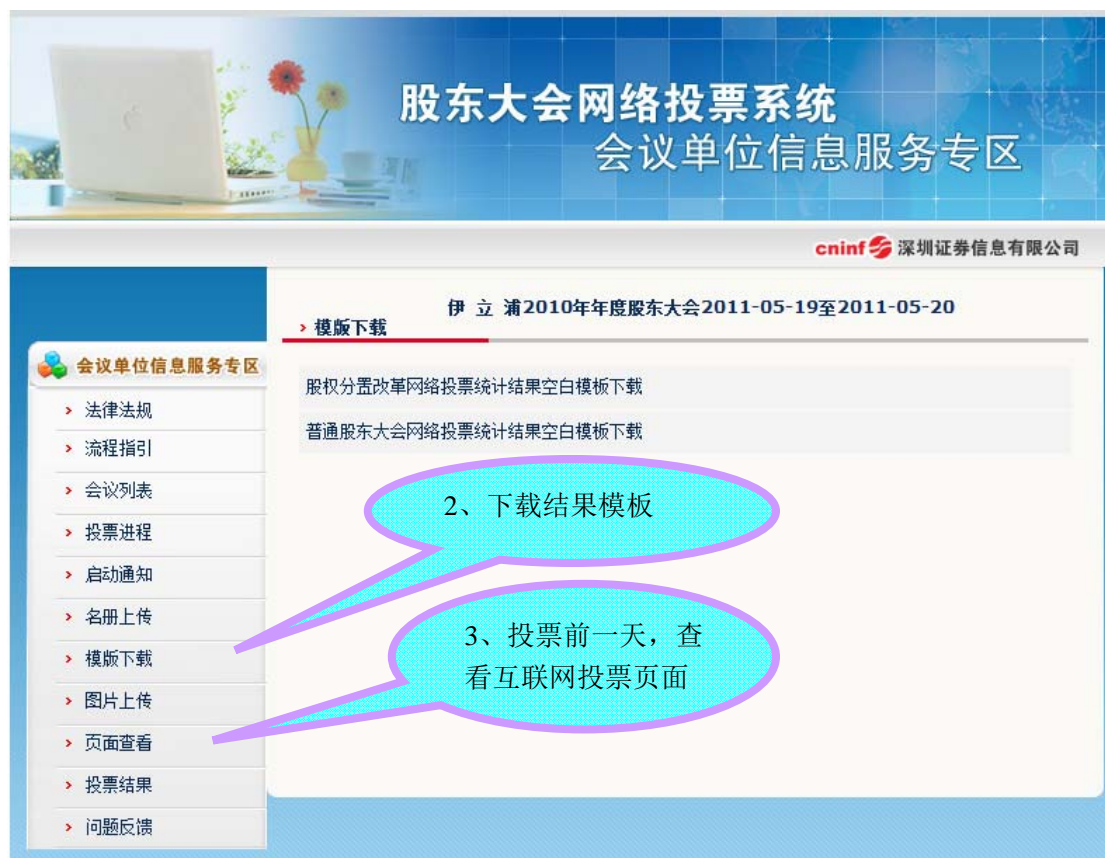 股东大会网络投票系统
会议单位信息服务专区
cninf 深圳证券信息有限公司
伊 立 浦2010年年度股东大会2011-05-19至2011-05-20
模版下载
会议单位信息服务专区
法律法规
流程指引
会议列表
投票进程
启动通知
名册上传
模版下载
图片上传
页面查看
投票结果
问题反馈
股权分置改革网络投票统计结果空白模板下载
普通股东大会网络投票统计结果空白模板下载
2、下载结果模板
3、投票前一天，查
看互联网投票页面